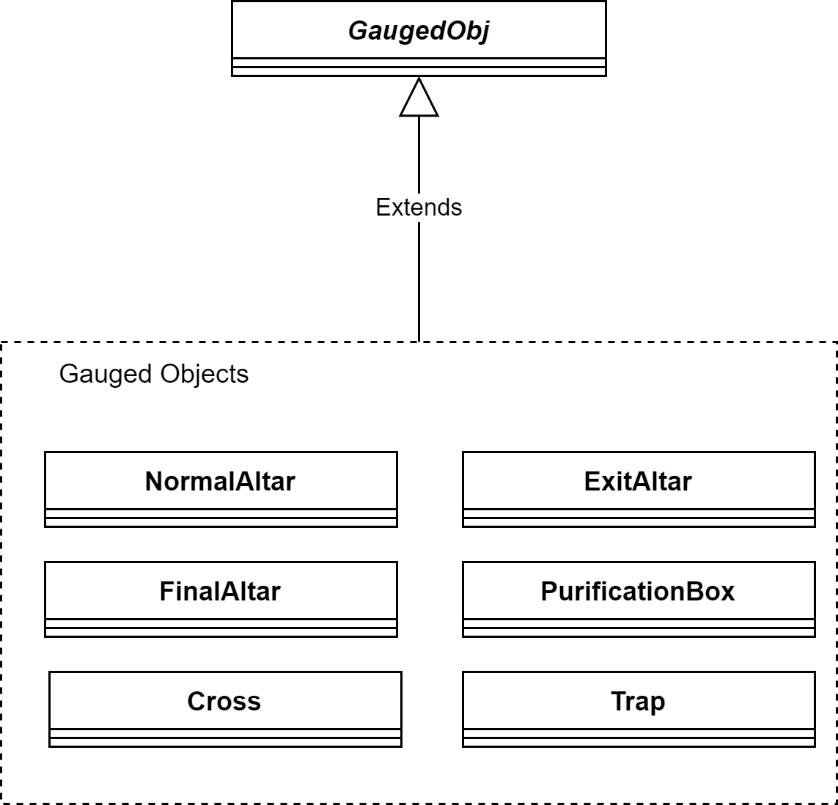 GaugedObj
Extends
Gauged Objects
NormalAltar
ExitAltar
FinalAltar
PurificationBox
Cross
Trap